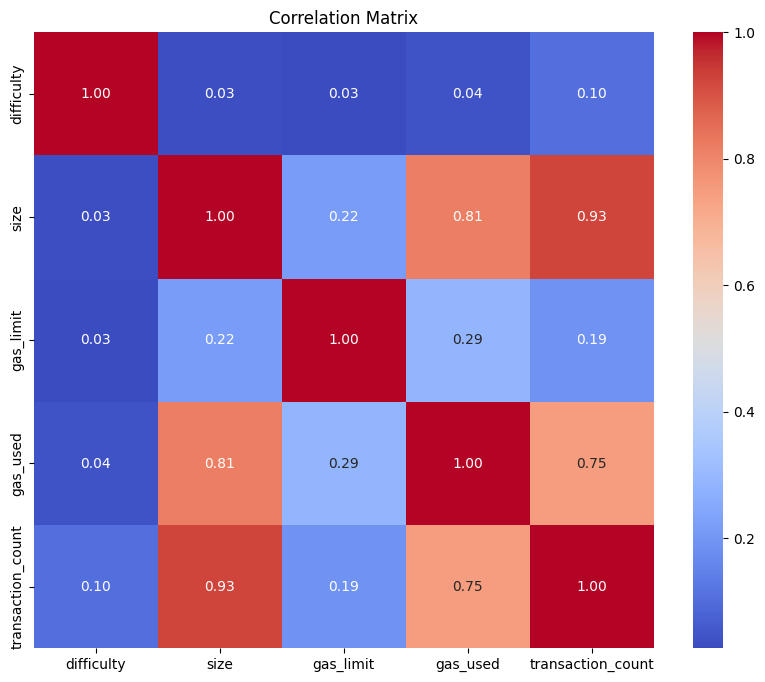 Correlation Matrix
difficulty
1.00 0.03 0.03 0.04 0.10
size
0.03 1.00 0.22 0.81 0.93
gas_limit
0.03 0.22 1.00 0.29 0.19
gas_used
0.04 0.81 0.29 1.00 0.75
transaction_count
0.10 0.93 0.19 0.75 1.00
difficulty size gas_limit gas_used transaction_count
1.0
0.8
0.6
0.4
0.2